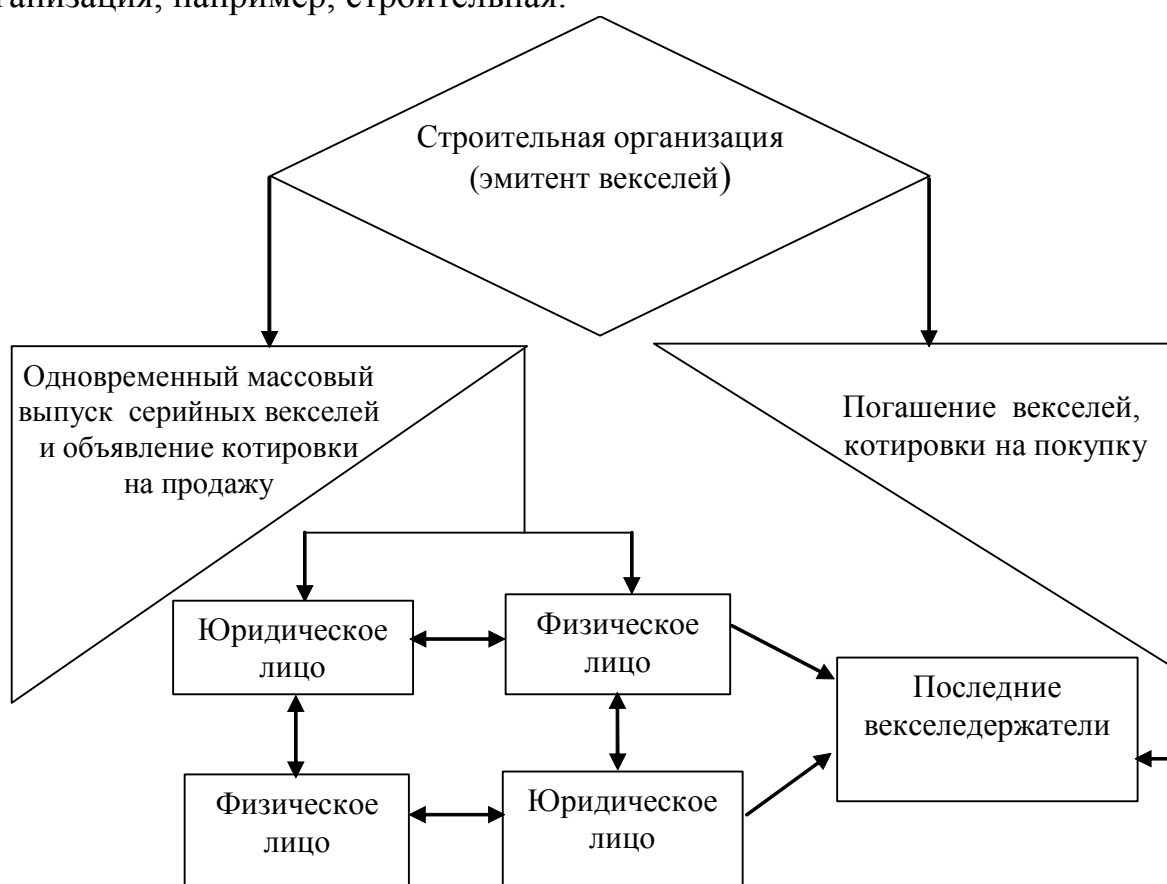 например, строительная.
Строительная организация
(эмитент векселей)
Одновременный массовый
выпуск серийных векселей
и объявление котировки
на продажу
Погашение векселей,
котировки на покупку
Юридическое
лицо
Физическое
лицо
Последние
векселедержатели
Физическое
лицо
Юридическое
лицо